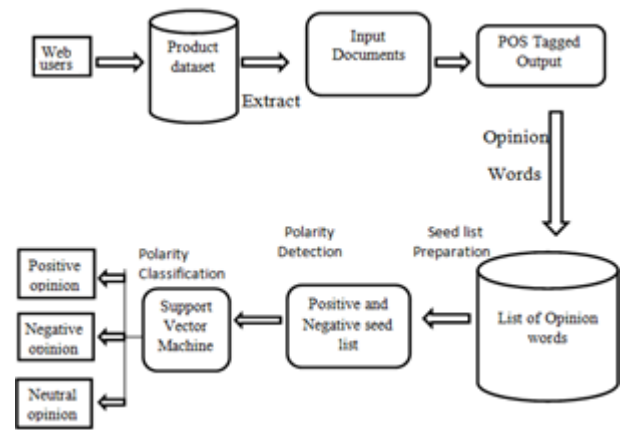 Web
users
Product
dataset
Extract
Input
Documents
POS Tagged
Output
Opinion
Words
Seed list
Preparation
List of Opinion
words
Polarity
Detection
Positive and
Negative seed
list
Polarity
Classification
Support
Vector
Machine
Positive
opinion
Negative
opinion
Neutral
opinion